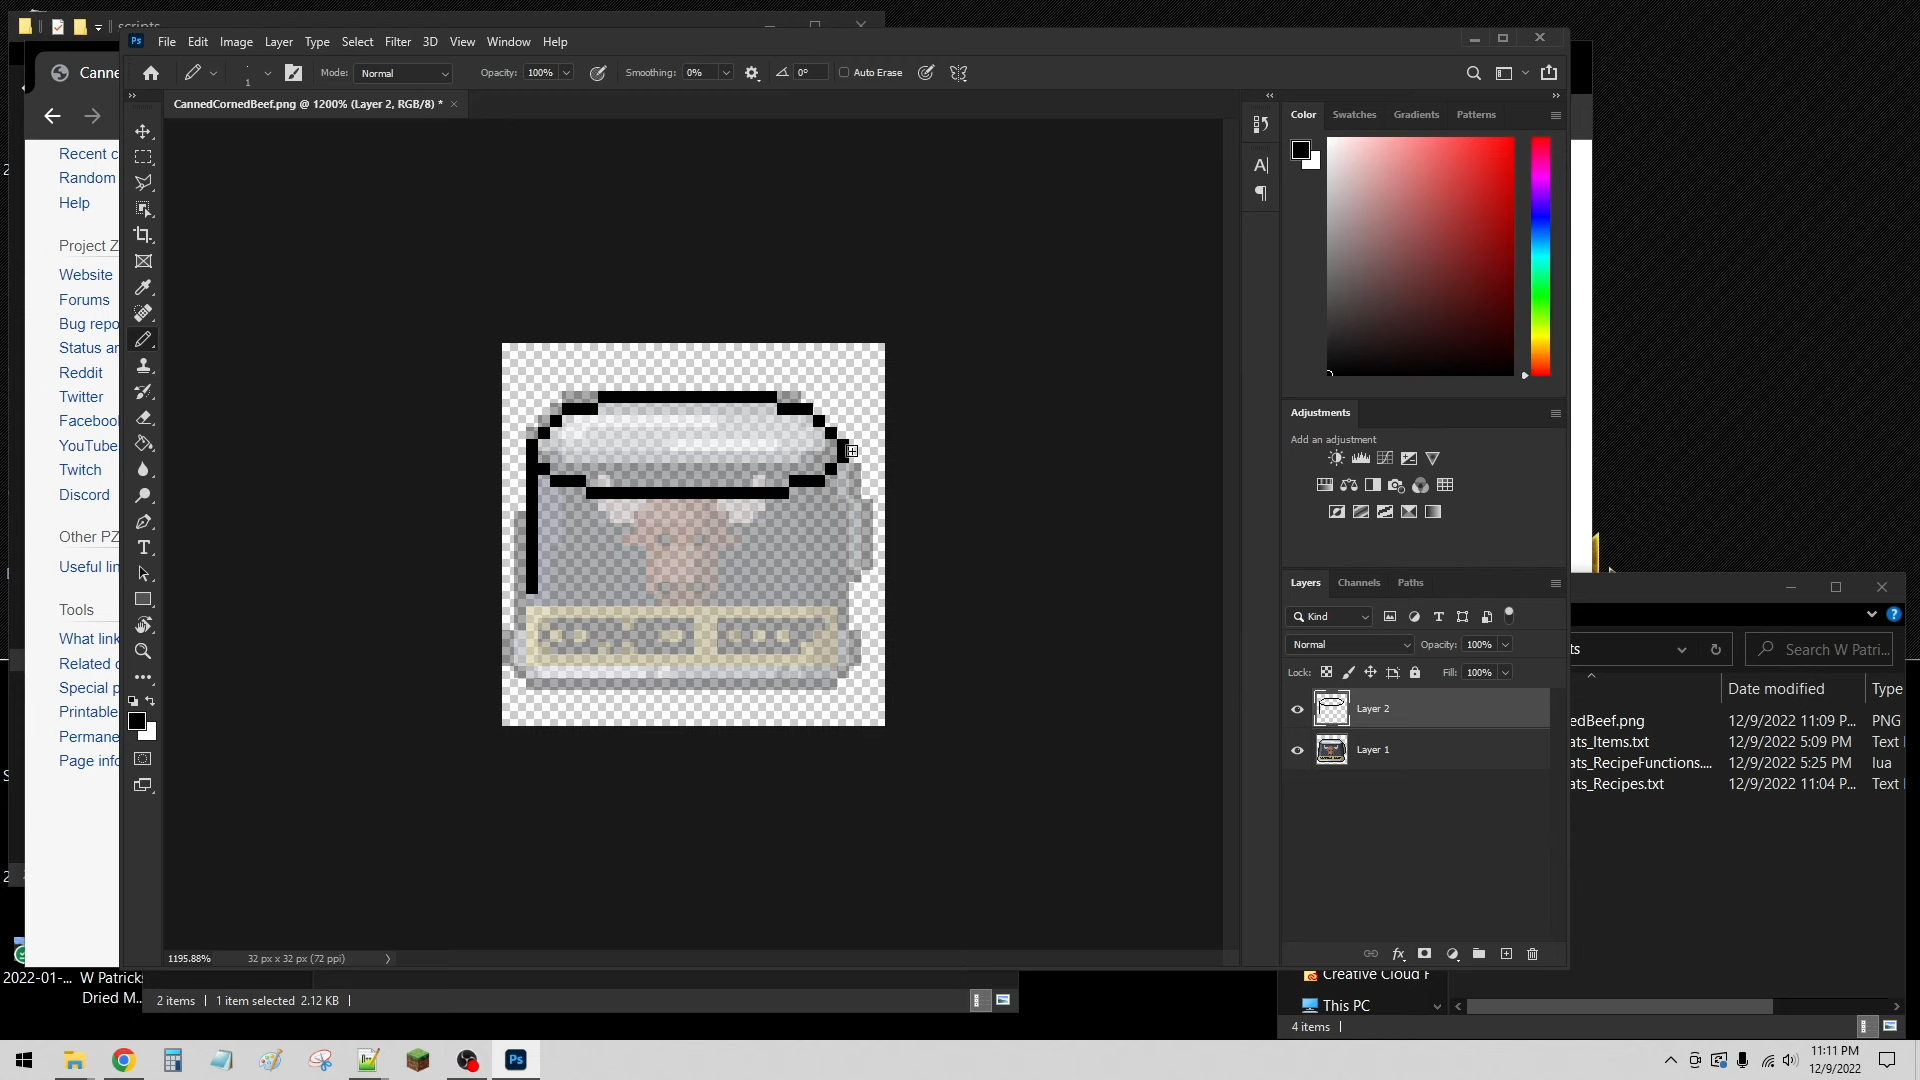 scripts
Ps File Edit Image Layer Type Select Filter 3D View Window Help
Canne
1 Mode: Normal Opacity: 100% Smoothing: 0% 0° Auto Erase
CannedCornedBeef.png @ 1200% (Layer 2, RGB/8) *
Recent c
Random
Help
Project Z
Website
Forums
Bug repo
Status ar
Reddit
Twitter
Faceboo
YouTube
Twitch
Discord
Other PZ
Useful lin
Tools
What link
Related c
Special p
Printable
Permane
Page info
Color Swatches Gradients Patterns
Adjustments
Add an adjustment
Layers Channels Paths
Kind
Normal Opacity: 100%
Lock: Fill: 100%
Layer 2
Layer 1
ts Search W Patri...
Date modified Type
edBeef.png 12/9/2022 11:09 P... PNG
ats_Items.txt 12/9/2022 5:09 PM Text
ats_RecipeFunctions.... 12/9/2022 5:25 PM lua
ats_Recipes.txt 12/9/2022 11:04 P... Text
1195.88% 32 px x 32 px (72 ppi)
2022-01-... W Patrick
Dried M...
2 items 1 item selected 2.12 KB
Creative Cloud F
This PC
4 items
Ps
11:11 PM
12/9/2022